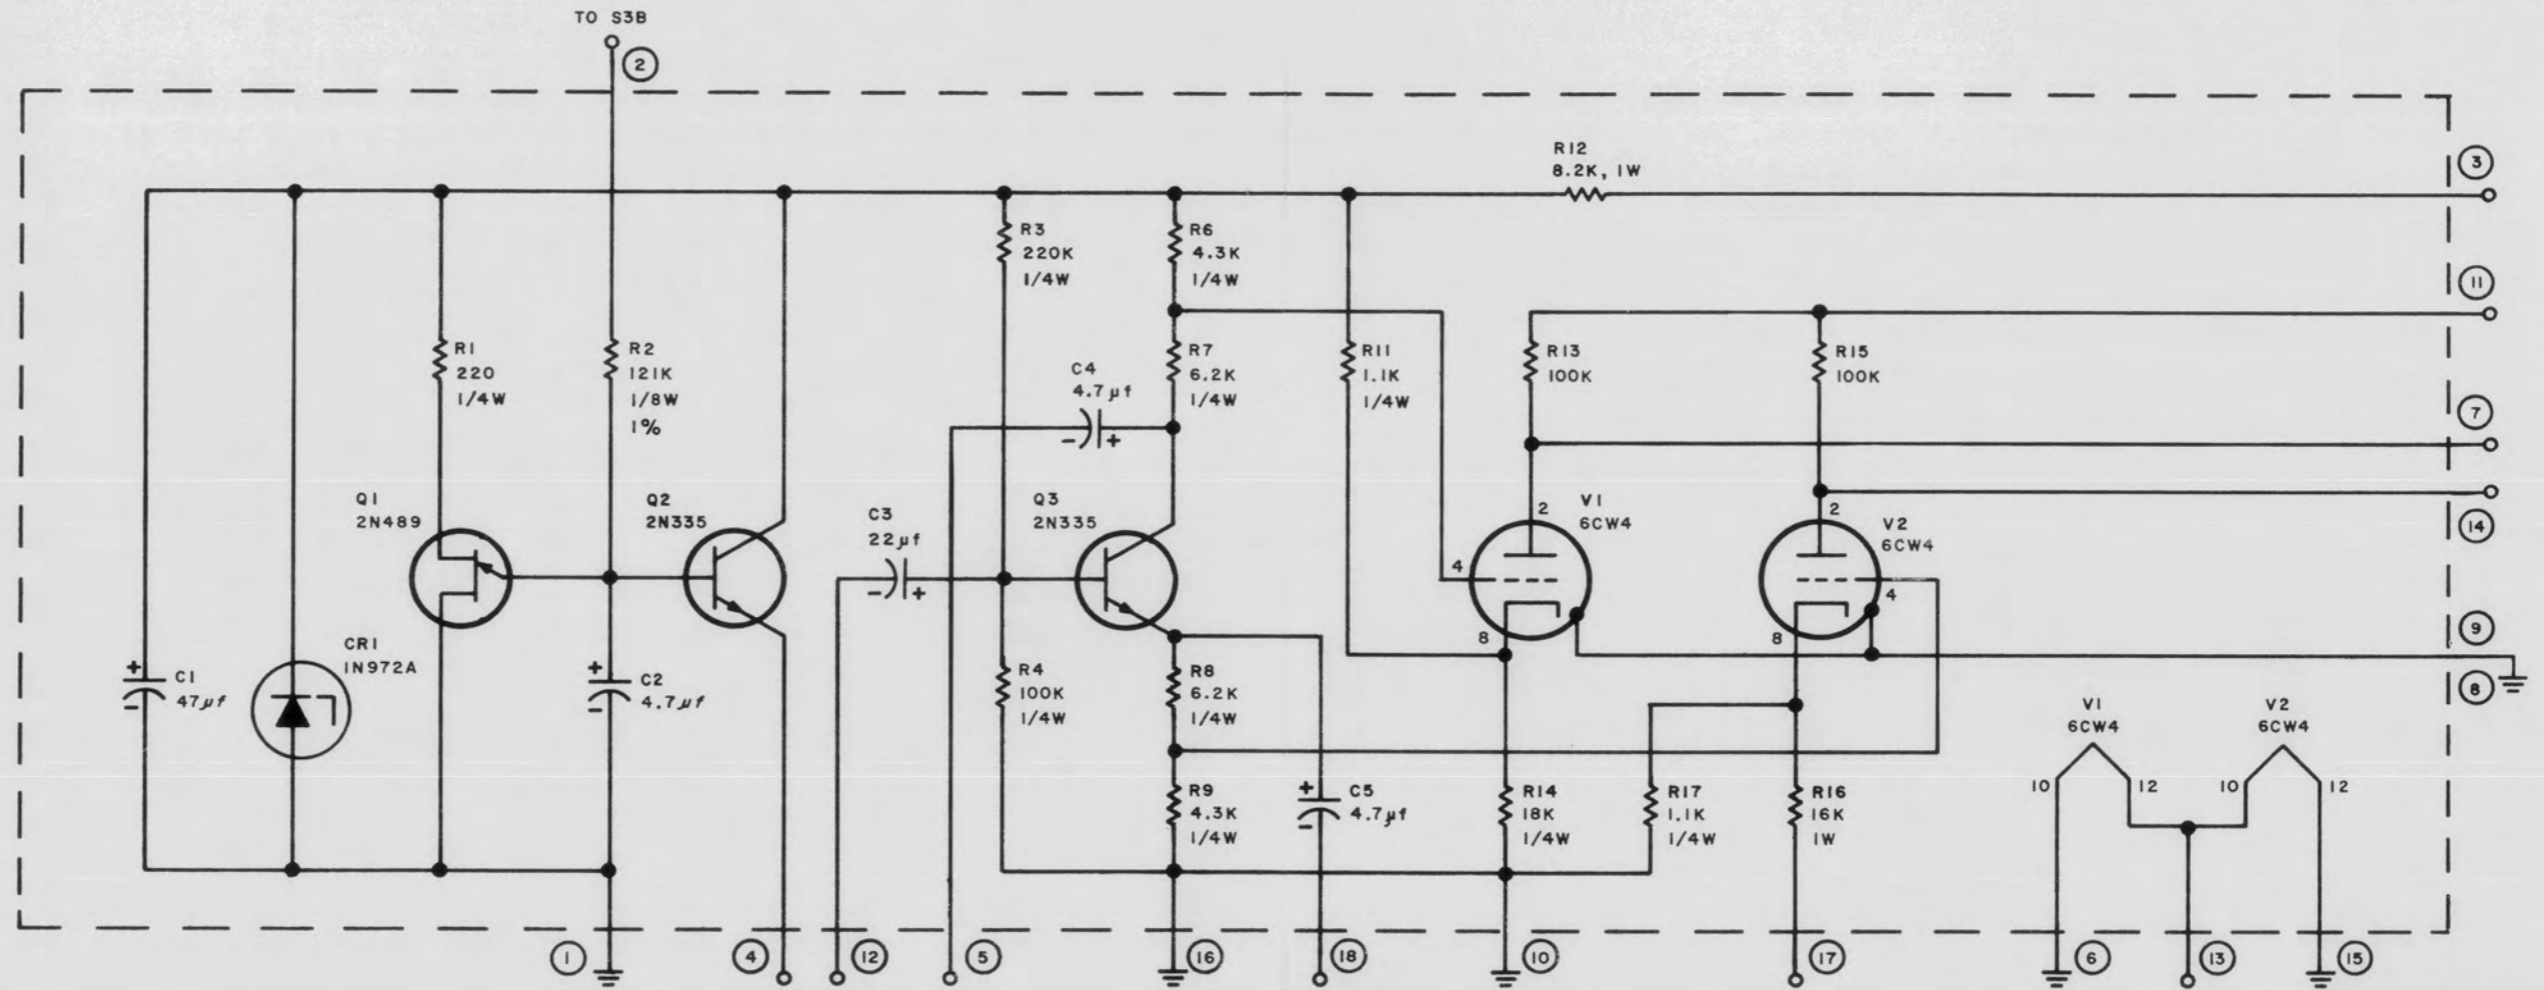 TO S3B
2
R12
8.2K, 1W
3
R3
220K
1/4W
R6
4.3K
1/4W
11
R1
220
1/4W
R2
121K
1/8W
1%
C4
4.7µf
- +
R7
6.2K
1/4W
R11
1.1K
1/4W
R13
100K
R15
100K
7
Q1
2N489
Q2
2N335
C3
22µf
- +
Q3
2N335
2
V1
6CW4
4
8
2
V2
6CW4
4
8
14
9
CR1
1N972A
+
C1
47µf
-
+
C2
4.7µf
-
R4
100K
1/4W
R8
6.2K
1/4W
8
V1
6CW4
V2
6CW4
10 12 10 12
R9
4.3K
1/4W
+
C5
4.7µf
-
R14
18K
1/4W
R17
1.1K
1/4W
R16
16K
1W
1 4 12 5 16 18 10 17 6 13 15